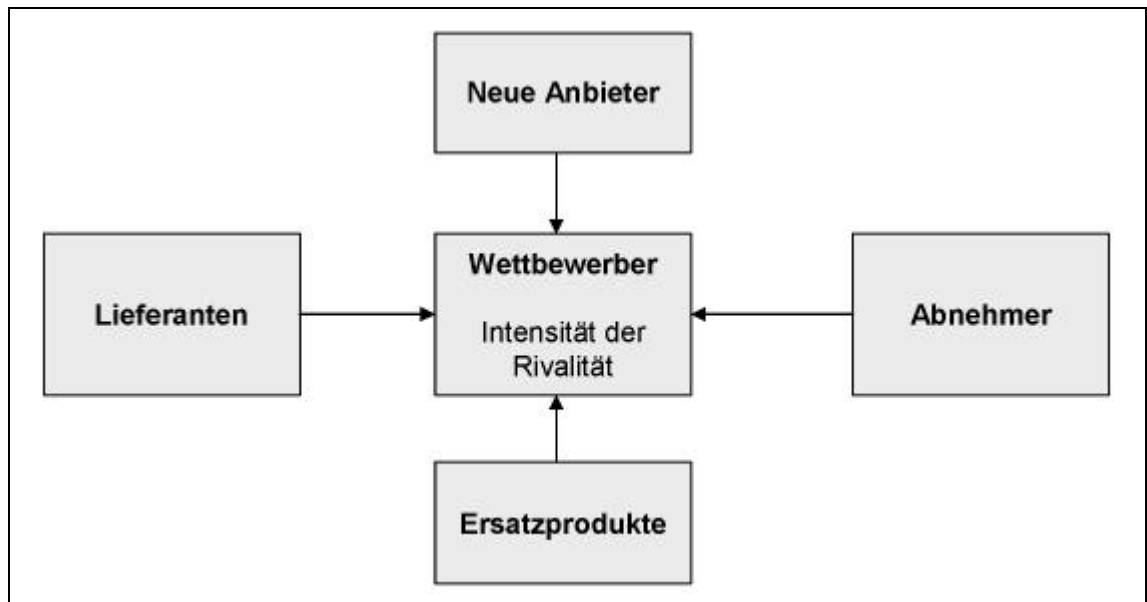 Neue Anbieter
Lieferanten
Wettbewerber
Intensität der
Rivalität
Abnehmer
Ersatzprodukte